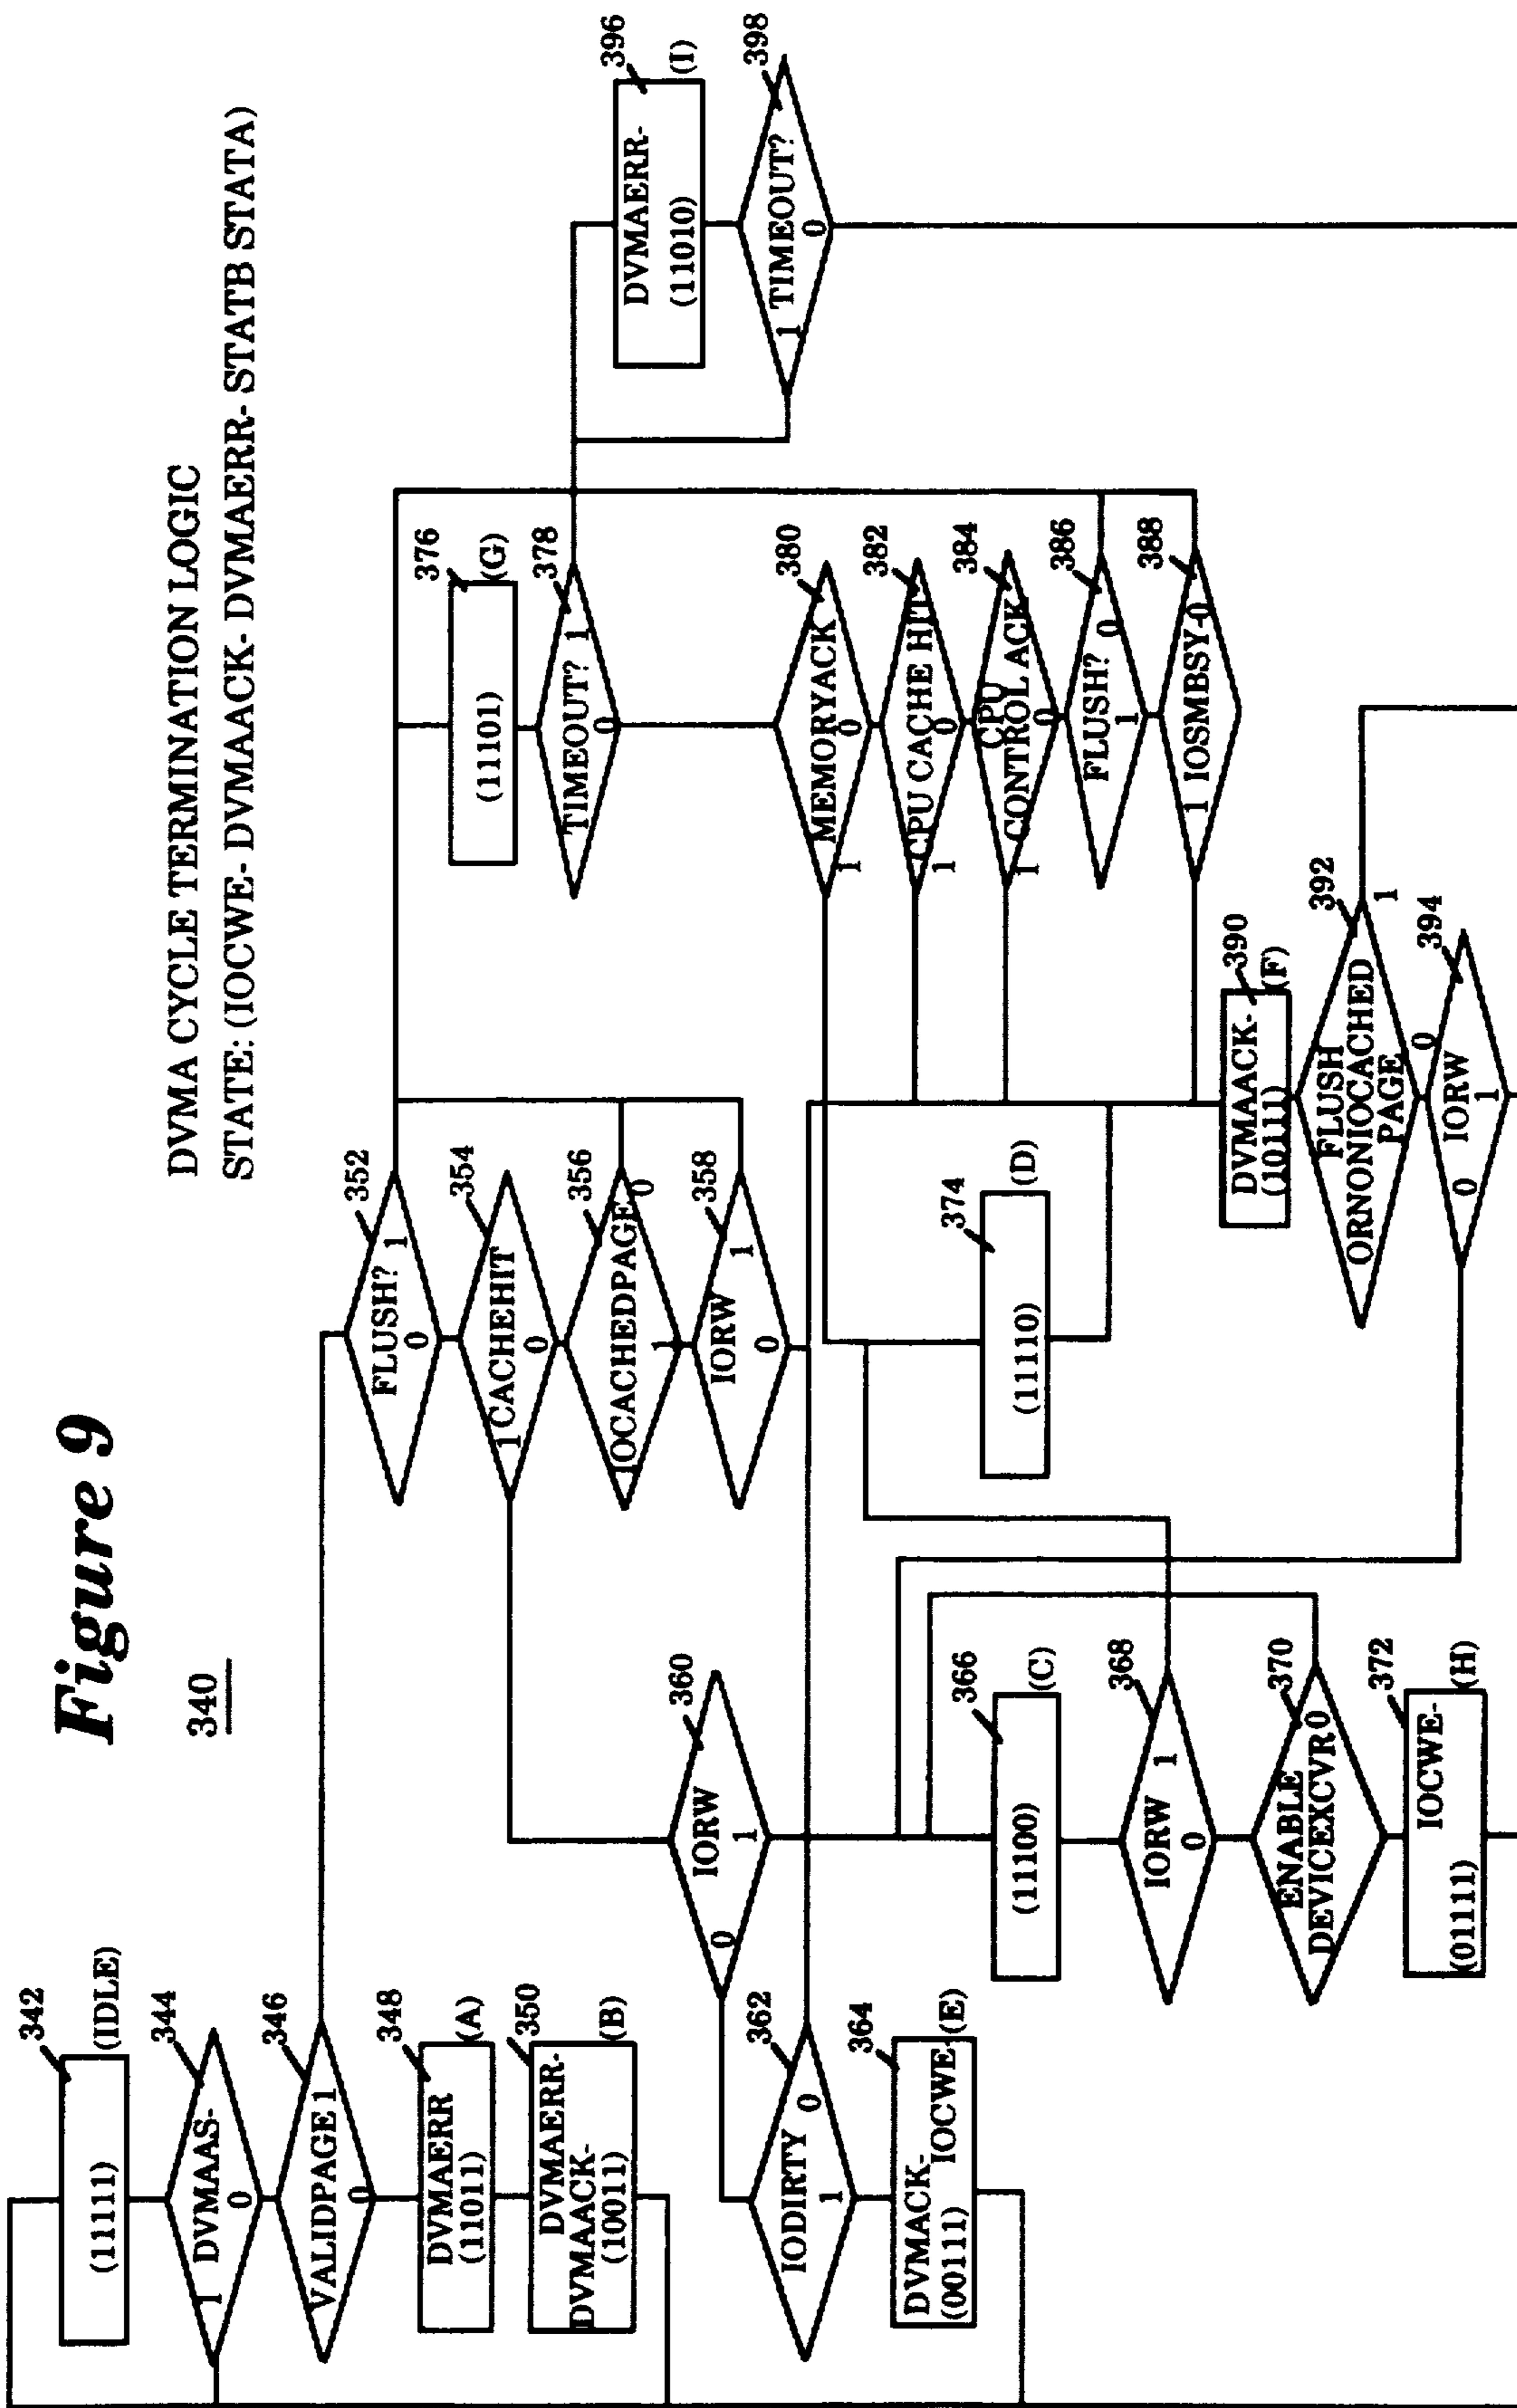 Figure 9
340
DVMA CYCLE TERMINATION LOGIC
STATE: (IOCWE- DVMAACK- DVMAERR- STATB STATA)
342
(IDLE)
(11111)
344
1 DVMAAS-
0
346
VALIDPAGE 1
0
348
DVMAERR
(11011)
(A)
350
DVMAERR-
DVMAACK-
(10011)
(B)
352
FLUSH? 1
0
354
1 CACHEHIT
0
356
IOCACHEDPAGE 0
1
358
IORW 1
0
360
IORW
0 1
362
IODIRTY 0
1
364
DVMACK-
IOCWE-
(00111)
(E)
366
(11100)
(C)
368
IORW 1
0
370
ENABLE
DEVICEXCVR 0
372
IOCWE-
(01111)
(H)
374
(11110)
(D)
376
(11101)
(G)
378
TIMEOUT? 1
0
380
MEMORYACK
1 0
382
CPU CACHE HIT
1 0
384
CPU
CONTROL ACK
1 0
386
FLUSH? 0
1
388
1 IOSMBSY-0
390
DVMAACK-
(10111)
(F)
392
FLUSH
ORNONIOCACHED
PAGE
0 1
394
IORW
0 1
396
DVMAERR-
(11010)
(I)
398
1 TIMEOUT?
0